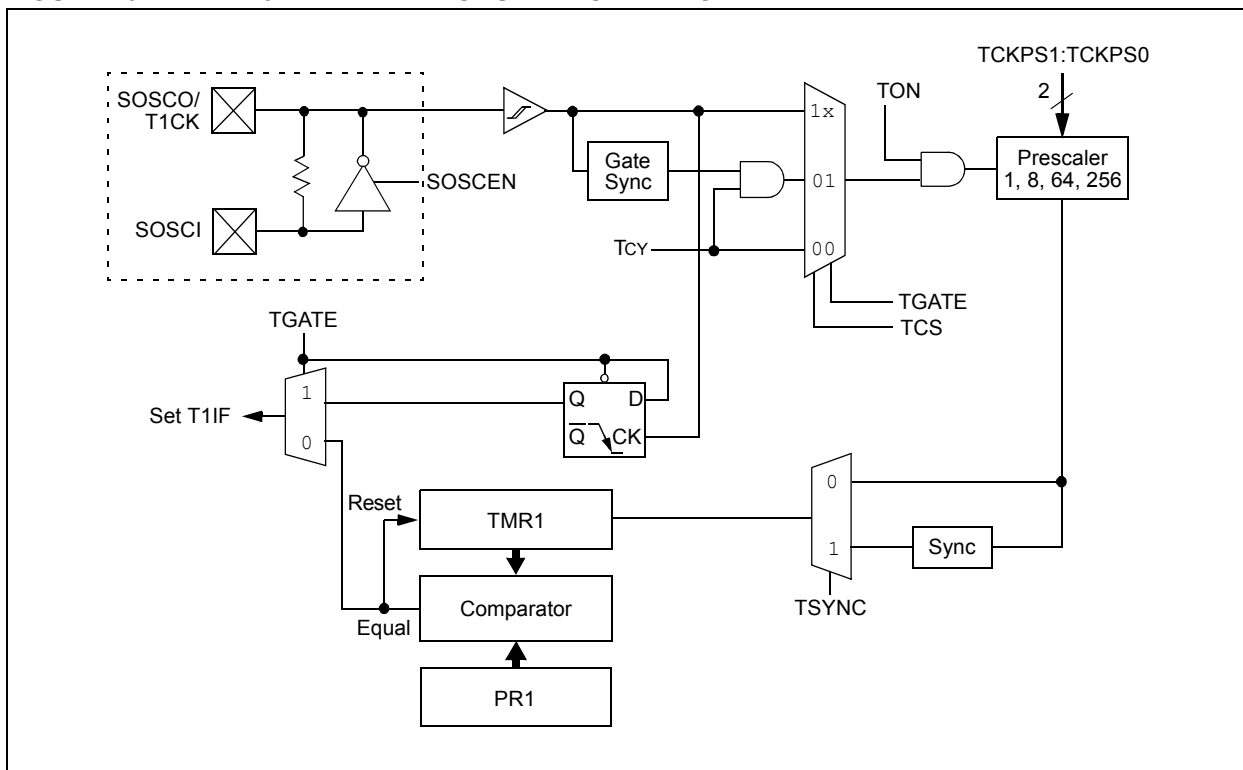 TCKPS1:TCKPS0
2
TON
SOSCO/
T1CK
1x
Gate
Sync
Prescaler
1, 8, 64, 256
SOSCEN
01
SOSCI
TCY
00
TGATE
TCS
TGATE
1
Q
D
Set T1IF
0
Q
CK
Reset
TMR1
0
1
Sync
Comparator
TSYNC
Equal
PR1